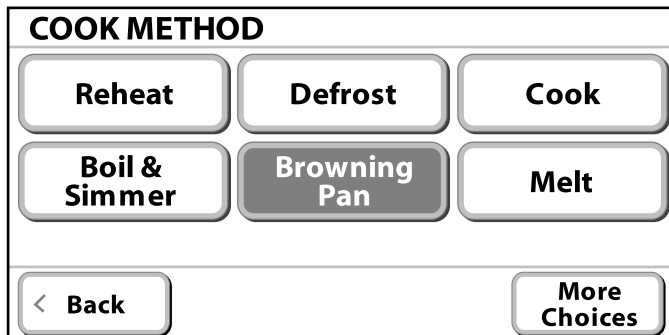 COOK METHOD
Reheat
Defrost
Cook
Boil &
Simmer
Browning
Pan
Melt
< Back
More
Choices